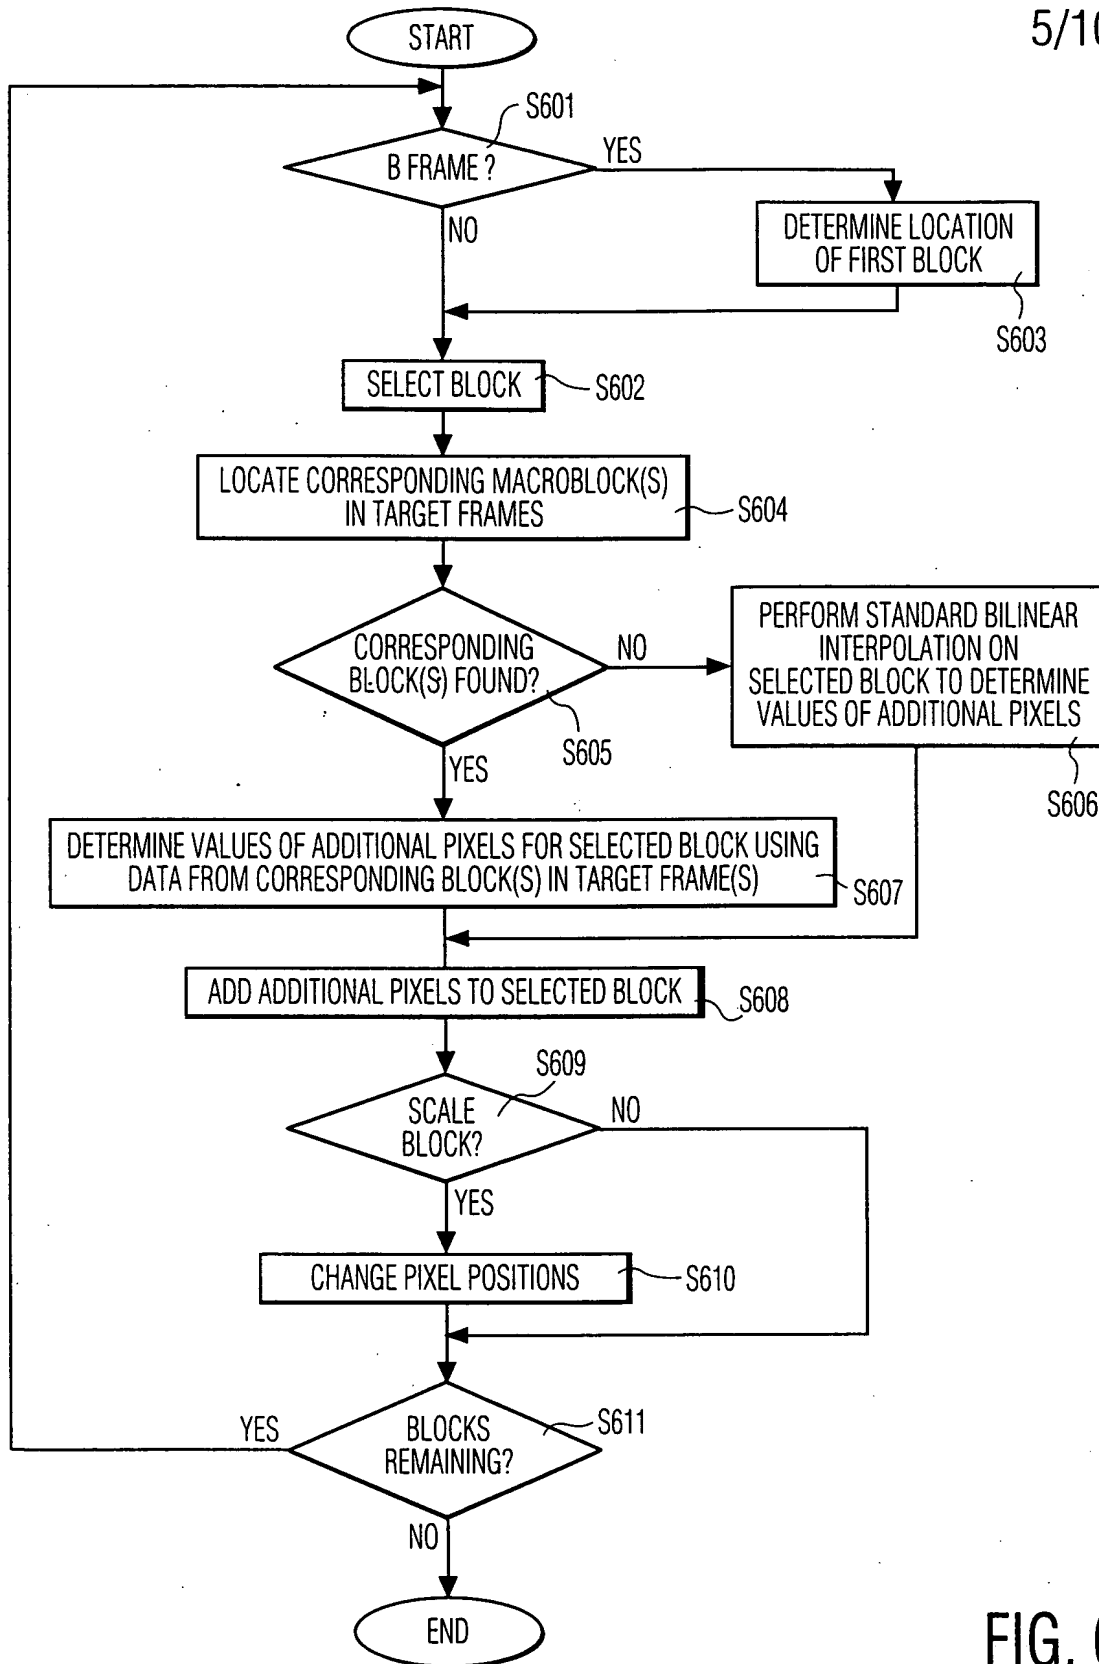 5/10
START
S601
B FRAME ?
YES
NO
DETERMINE LOCATION
OF FIRST BLOCK
S603
SELECT BLOCK
S602
LOCATE CORRESPONDING MACROBLOCK(S)
IN TARGET FRAMES
S604
CORRESPONDING
BLOCK(S) FOUND?
NO
S605
YES
PERFORM STANDARD BILINEAR
INTERPOLATION ON
SELECTED BLOCK TO DETERMINE
VALUES OF ADDITIONAL PIXELS
S606
DETERMINE VALUES OF ADDITIONAL PIXELS FOR SELECTED BLOCK USING
DATA FROM CORRESPONDING BLOCK(S) IN TARGET FRAME(S)
S607
ADD ADDITIONAL PIXELS TO SELECTED BLOCK
S608
S609
SCALE
BLOCK?
NO
YES
CHANGE PIXEL POSITIONS
S610
YES
BLOCKS
REMAINING?
S611
NO
END
FIG.